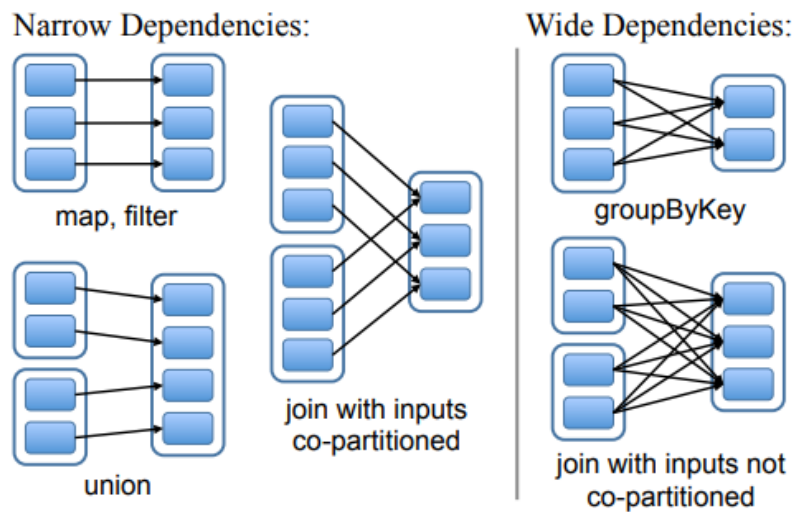 Narrow Dependencies:
map, filter
union
join with inputs
co-partitioned
Wide Dependencies:
groupByKey
join with inputs not
co-partitioned